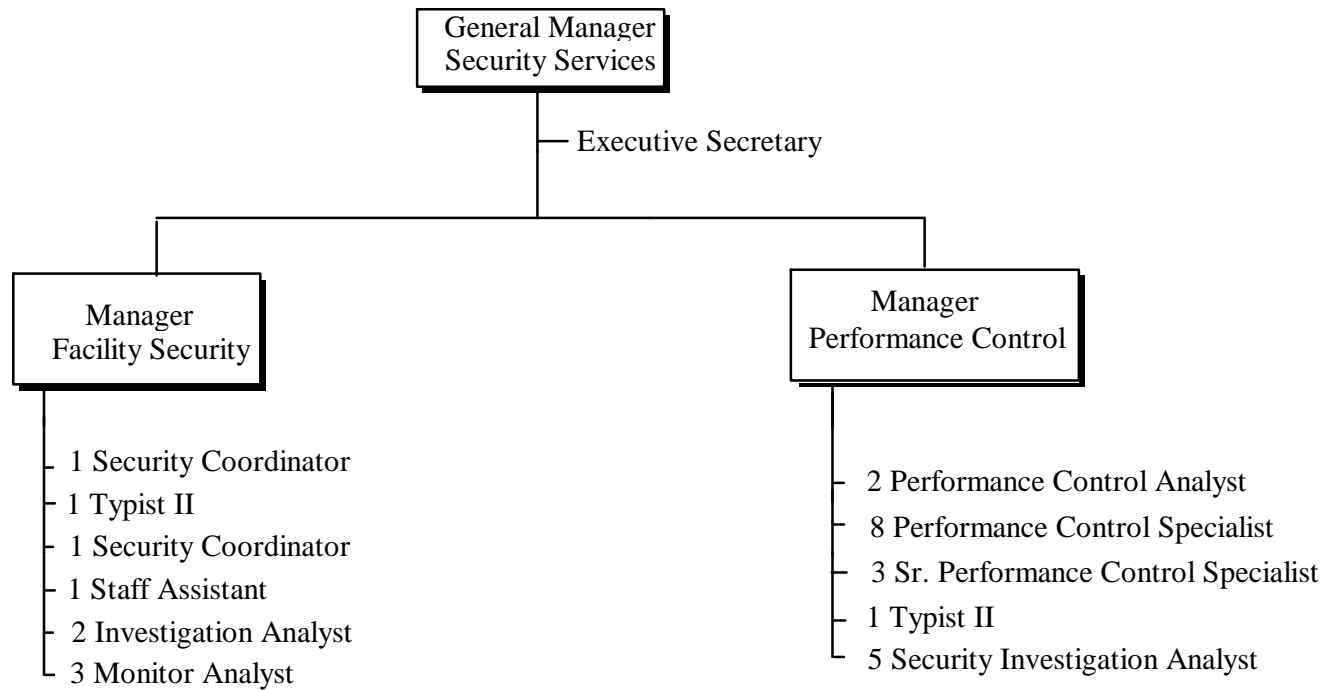 General Manager
Security Services
Executive Secretary
Manager
Facility Security
1 Security Coordinator
1 Typist II
1 Security Coordinator
1 Staff Assistant
2 Investigation Analyst
3 Monitor Analyst
Manager
Performance Control
2 Performance Control Analyst
8 Performance Control Specialist
3 Sr. Performance Control Specialist
1 Typist II
5 Security Investigation Analyst